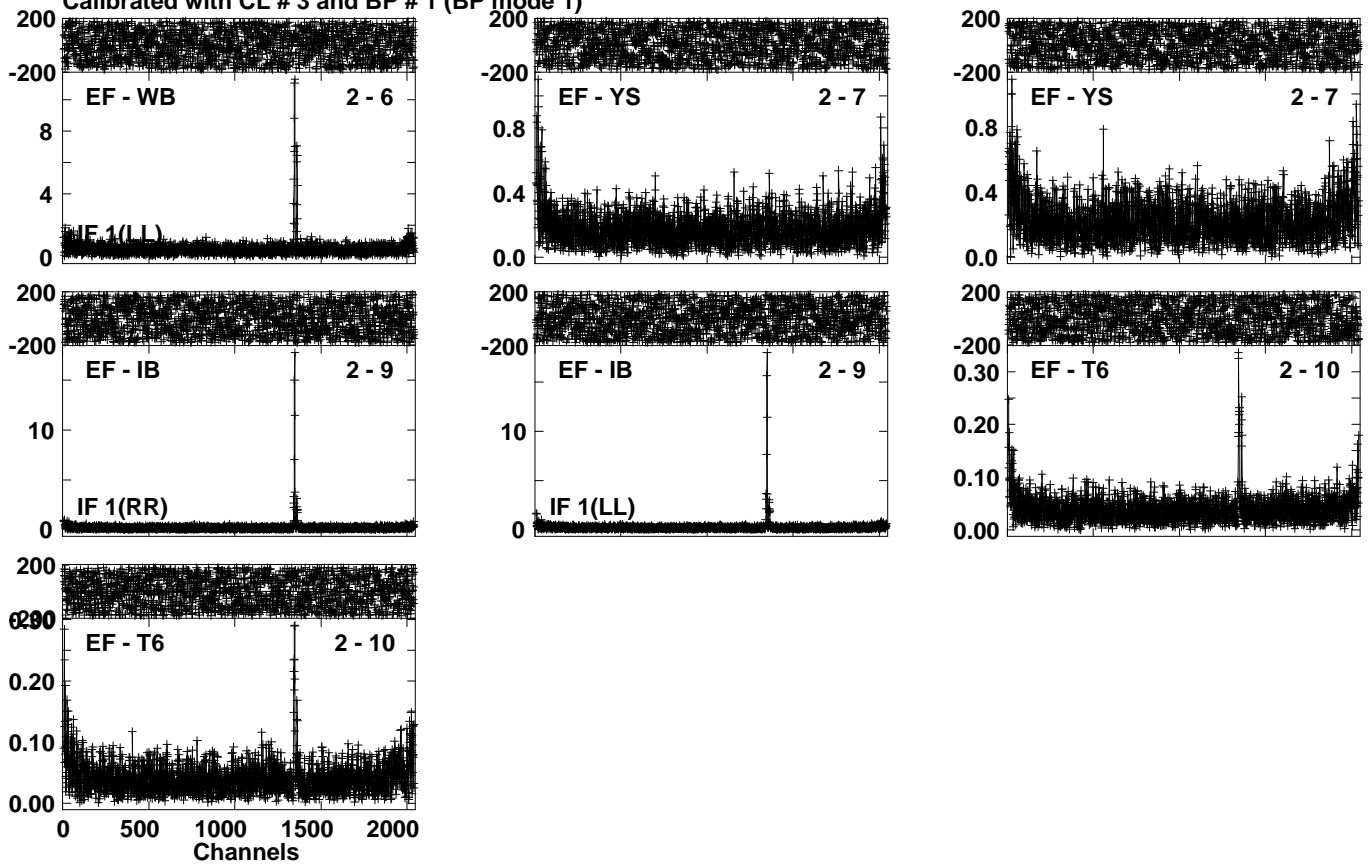 Calibrated with CL # 3 and BP # 1 (BP mode 1)
200
-200
EF - WB 2 - 6
8
4
IF 1(LL)
0
200
-200
EF - YS 2 - 7
0.8
0.4
0.0
200
-200
EF - YS 2 - 7
0.8
0.4
0.0
200
-200
EF - IB 2 - 9
10
IF 1(RR)
0
200
-200
EF - IB 2 - 9
10
IF 1(LL)
0
200
-200
EF - T6 2 - 10
0.30
0.20
0.10
0.00
200
-200
0.30
EF - T6 2 - 10
0.20
0.10
0.00
0 500 1000 1500 2000
Channels